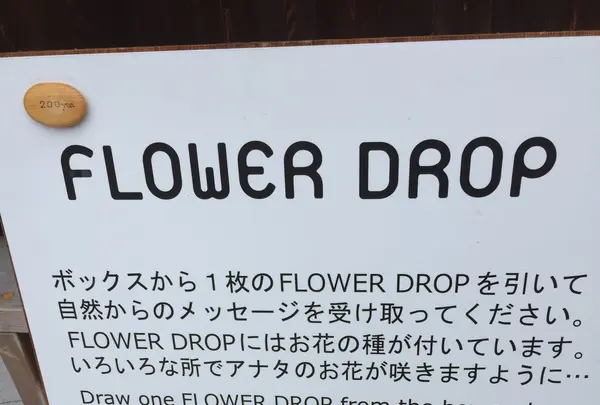 200yen
FLOWER DROP
ボックスから1枚のFLOWER DROPを引いて
自然からのメッセージを受け取ってください。
FLOWER DROPにはお花の種が付いています。
いろいろな所でアナタのお花が咲きますように…
Draw one FLOWER DROP from the box